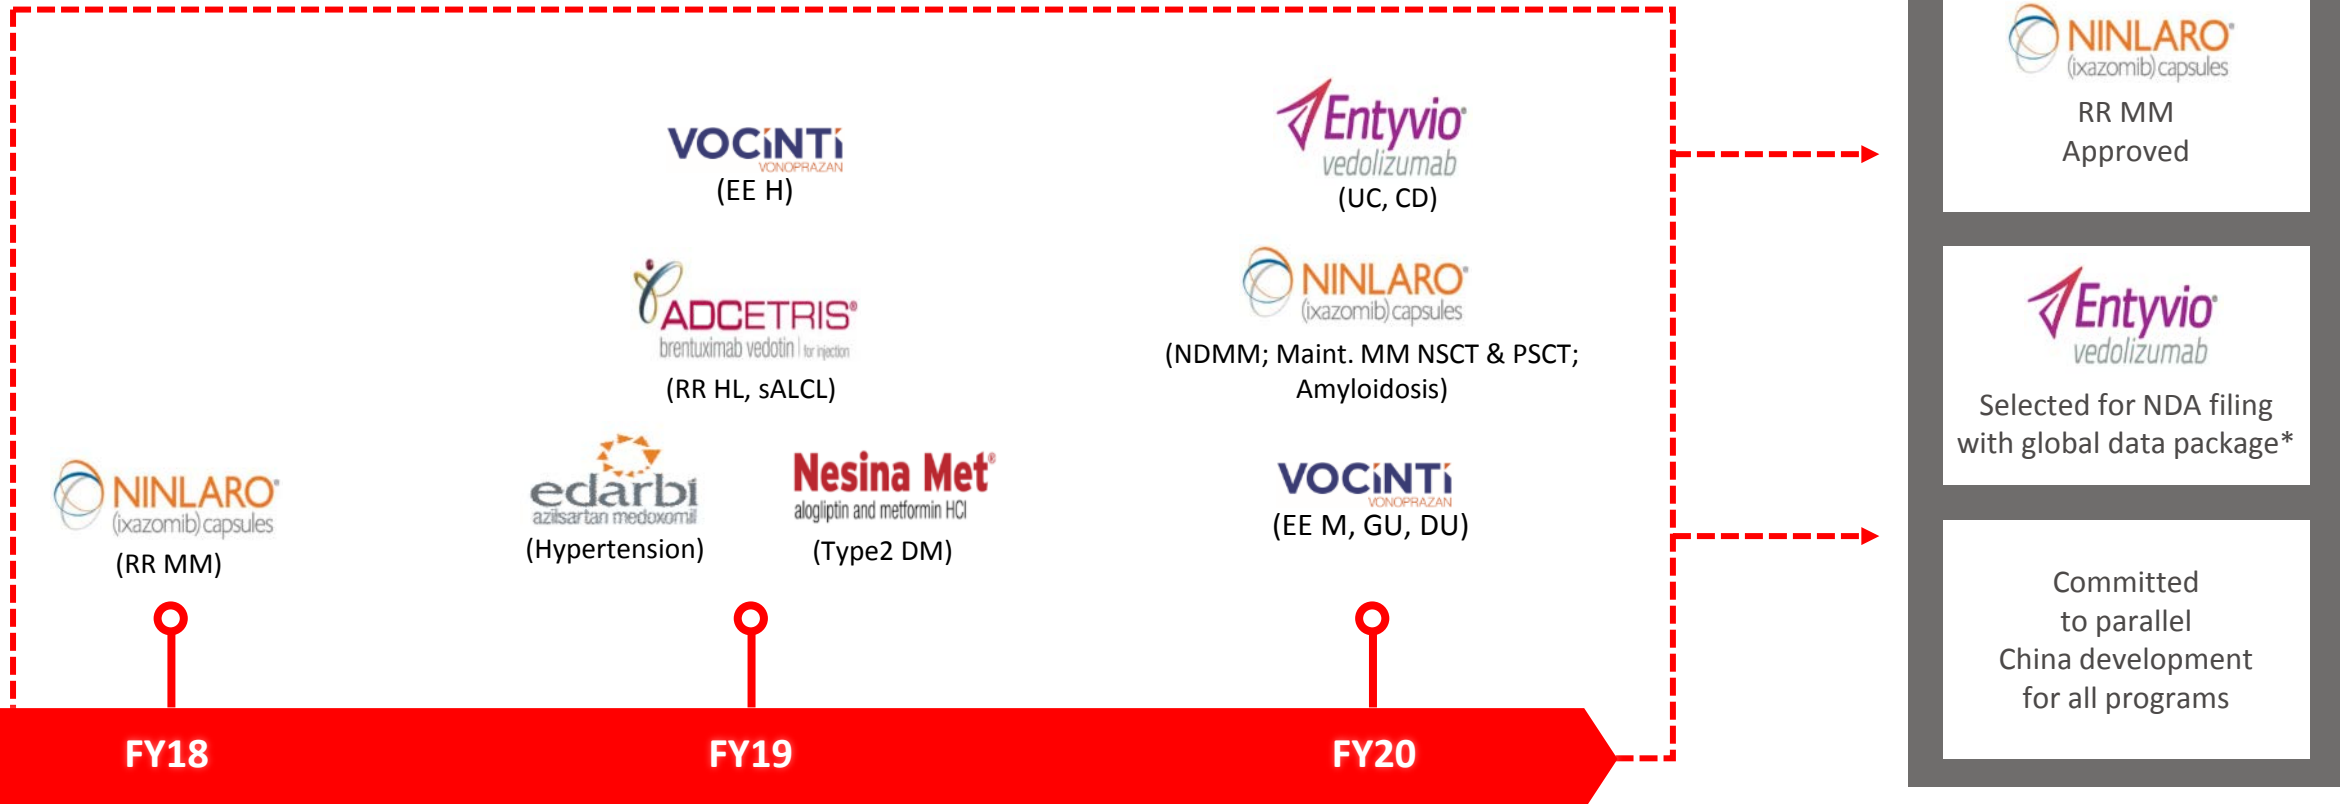 VOCiNTi
VONOPRAZAN
(EE H)
ADCETRIS®
brentuximab vedotin | for injection
(RR HL, sALCL)
NINLARO®
(ixazomib) capsules
(RR MM)
edarbi
azilsartan medoxomil
(Hypertension)
Nesina Met®
alogliptin and metformin HCl
(Type2 DM)
Entyvio®
vedolizumab
(UC, CD)
NINLARO®
(ixazomib) capsules
(NDMM; Maint. MM NSCT & PSCT;
Amyloidosis)
VOCiNTi
VONOPRAZAN
(EE M, GU, DU)
FY18
FY19
FY20
NINLARO®
(ixazomib) capsules
RR MM
Approved
Entyvio®
vedolizumab
Selected for NDA filing
with global data package*
Committed
to parallel
China development
for all programs